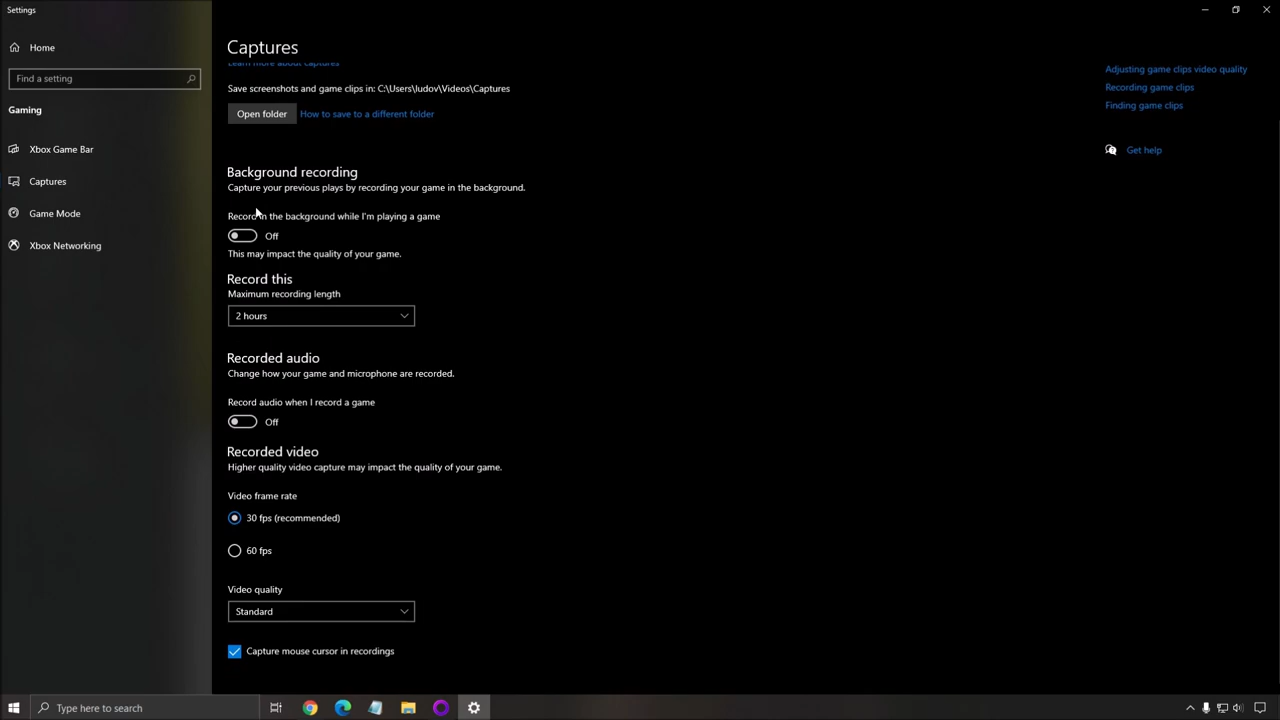 Settings
Home
Find a setting
Gaming
Xbox Game Bar
Captures
Game Mode
Xbox Networking
Captures
Learn more about captures
Save screenshots and game clips in: C:\Users\ludov\Videos\Captures
Open folder
How to save to a different folder
Background recording
Capture your previous plays by recording your game in the background.
Record in the background while I'm playing a game
Off
This may impact the quality of your game.
Record this
Maximum recording length
2 hours
Recorded audio
Change how your game and microphone are recorded.
Record audio when I record a game
Off
Recorded video
Higher quality video capture may impact the quality of your game.
Video frame rate
30 fps (recommended)
60 fps
Video quality
Standard
Capture mouse cursor in recordings
Adjusting game clips video quality
Recording game clips
Finding game clips
Get help
Type here to search